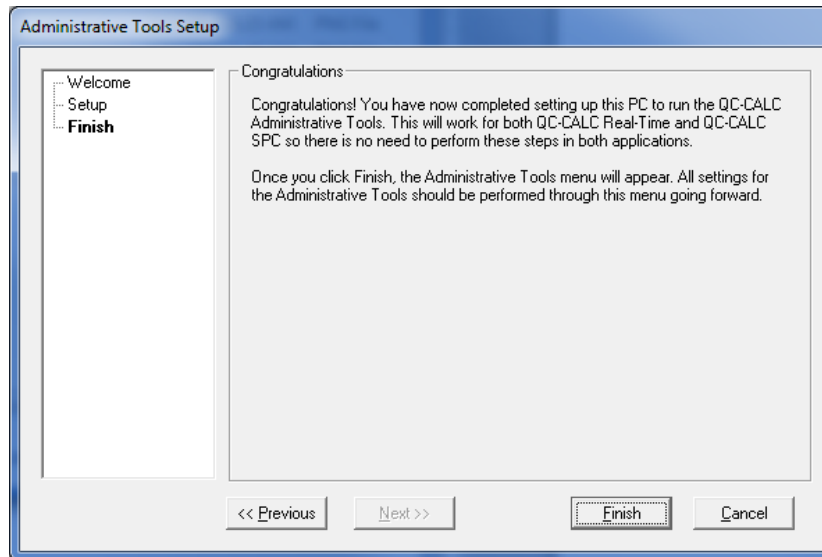 Administrative Tools Setup
Welcome
Setup
Finish
Congratulations
Congratulations! You have now completed setting up this PC to run the QC-CALC
Administrative Tools. This will work for both QC-CALC Real-Time and QC-CALC
SPC so there is no need to perform these steps in both applications.
Once you click Finish, the Administrative Tools menu will appear. All settings for
the Administrative Tools should be performed through this menu going forward.
<< Previous
Next >>
Finish
Cancel